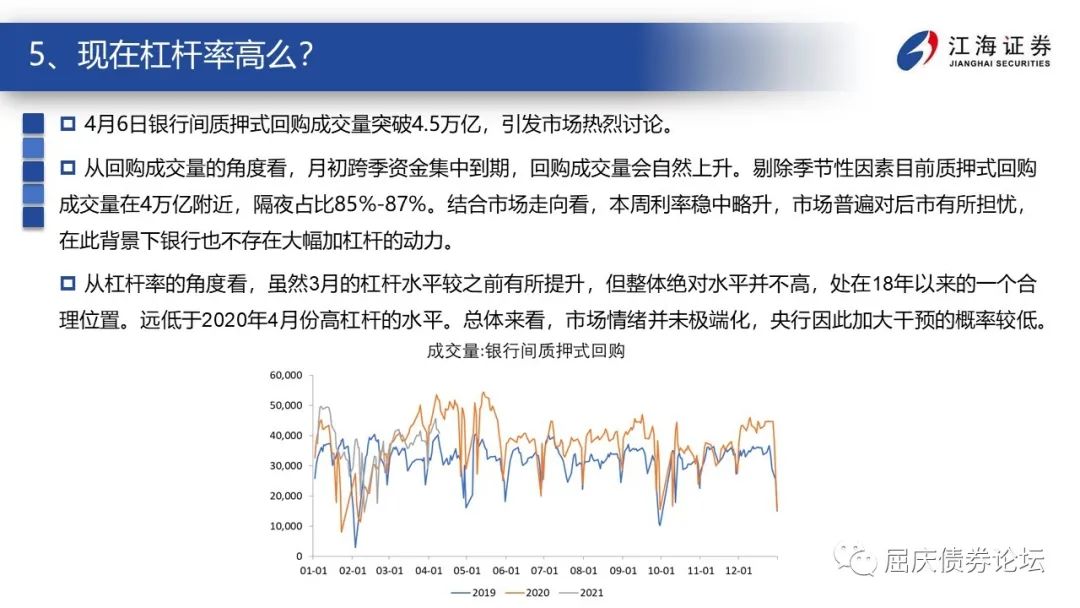 5、现在杠杆率高么？
江海证券
JIANGHAI SECURITIES
4月6日银行间质押式回购成交量突破4.5万亿，引发市场热烈讨论。
从回购成交量的角度看，月初跨季资金集中到期，回购成交量会自然上升。剔除季节性因素目前质押式回购
成交量在4万亿附近，隔夜占比85%-87%。结合市场走向看，本周利率稳中略升，市场普遍对后市有所担忧，
在此背景下银行也不存在大幅加杠杆的动力。
从杠杆率的角度看，虽然3月的杠杆水平较之前有所提升，但整体绝对水平并不高，处在18年以来的一个合
理位置。远低于2020年4月份高杠杆的水平。总体来看，市场情绪并未极端化，央行因此加大干预的概率较低。
成交量:银行间质押式回购
60,000
50,000
40,000
30,000
20,000
10,000
0
01-01 02-01 03-01 04-01 05-01 06-01 07-01 08-01 09-01 10-01 11-01 12-01
2019 2020 2021
屈庆债券论坛